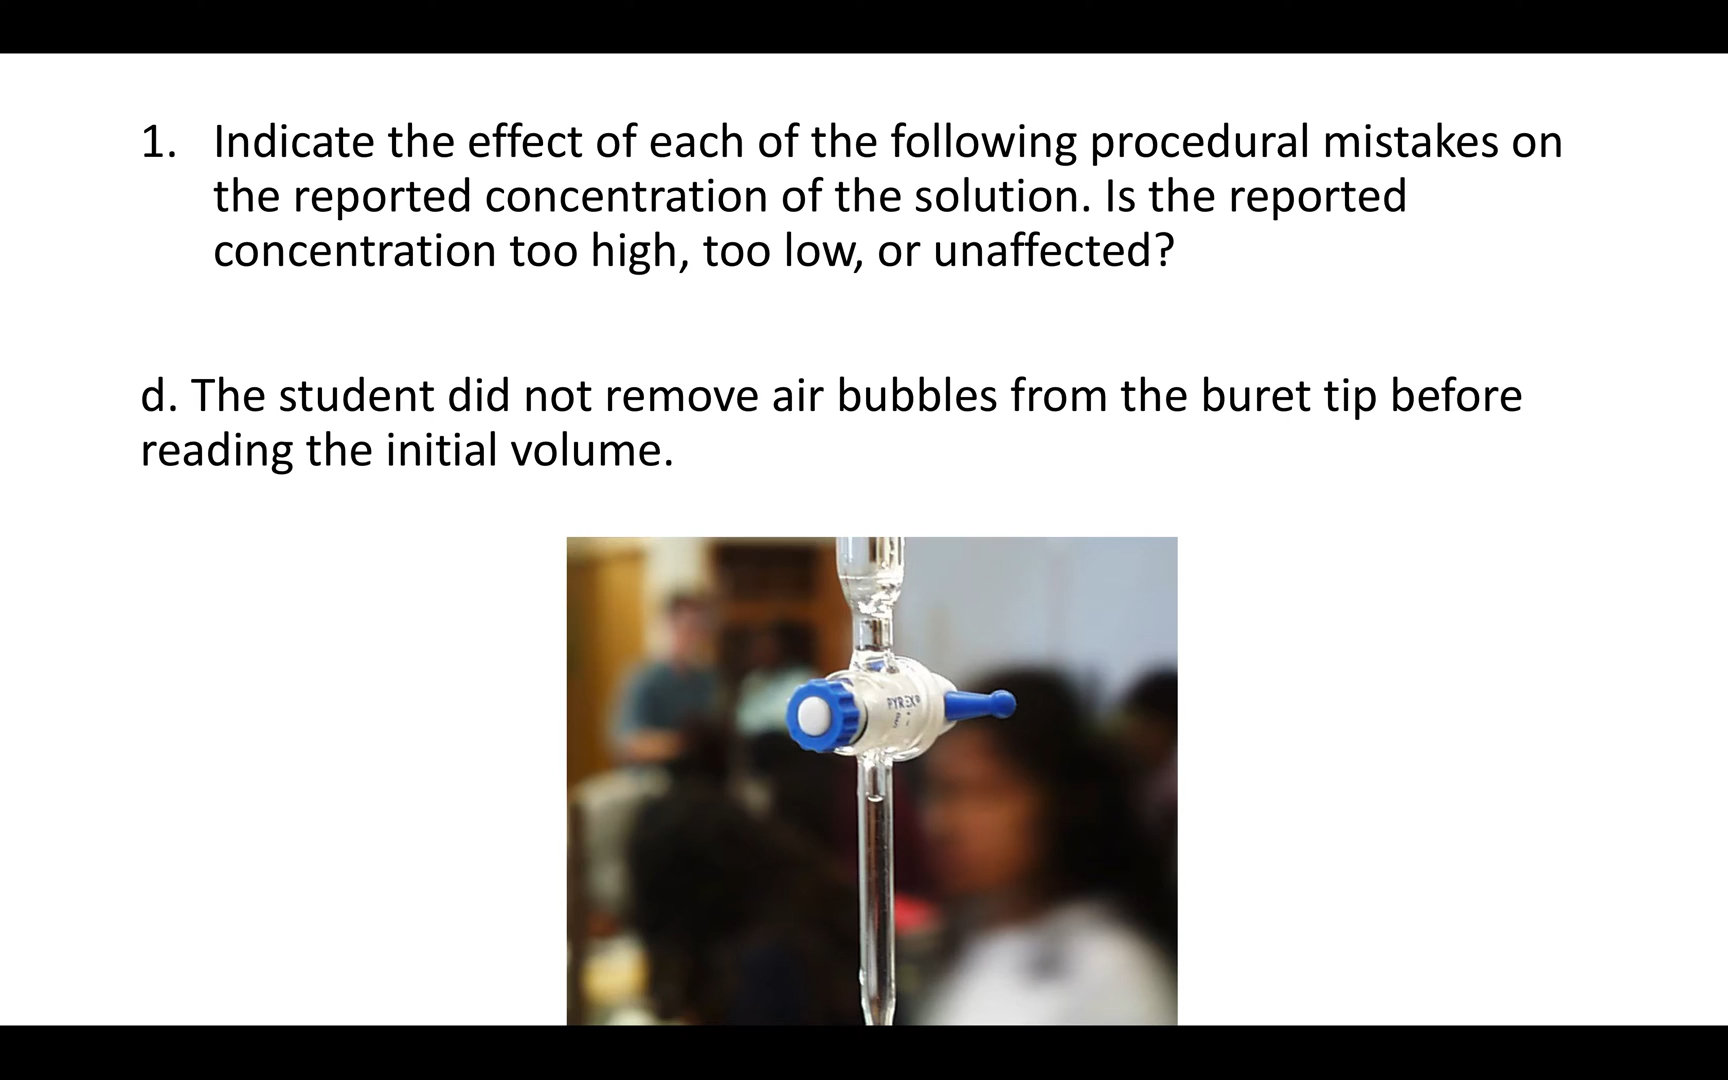 1. Indicate the effect of each of the following procedural mistakes on
the reported concentration of the solution. Is the reported
concentration too high, too low, or unaffected?
d. The student did not remove air bubbles from the buret tip before
reading the initial volume.
PYREX®